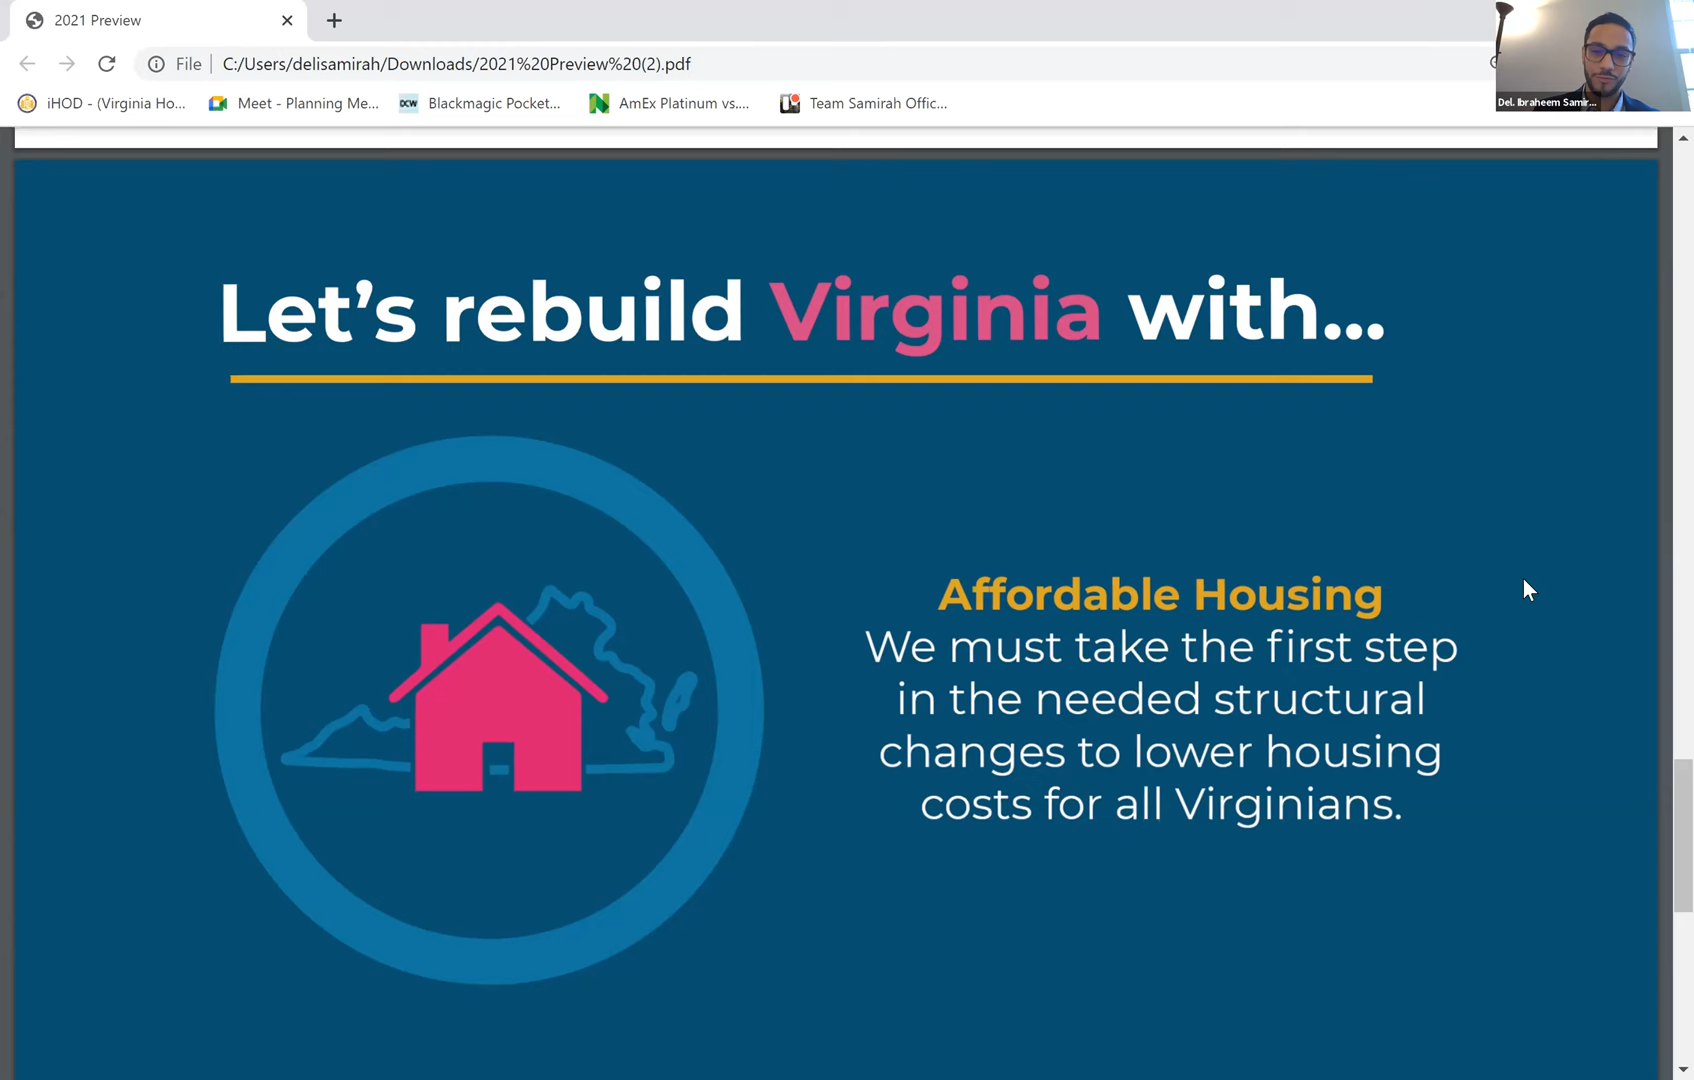 2021 Preview
File
C:/Users/delisamirah/Downloads/2021%20Preview%20(2).pdf
iHOD - (Virginia Ho...
Meet - Planning Me...
DCW
Blackmagic Pocket...
AmEx Platinum vs....
Team Samirah Offic...
Del. Ibraheem Samir...
Let’s rebuild Virginia with...
Affordable Housing
We must take the first step
in the needed structural
changes to lower housing
costs for all Virginians.